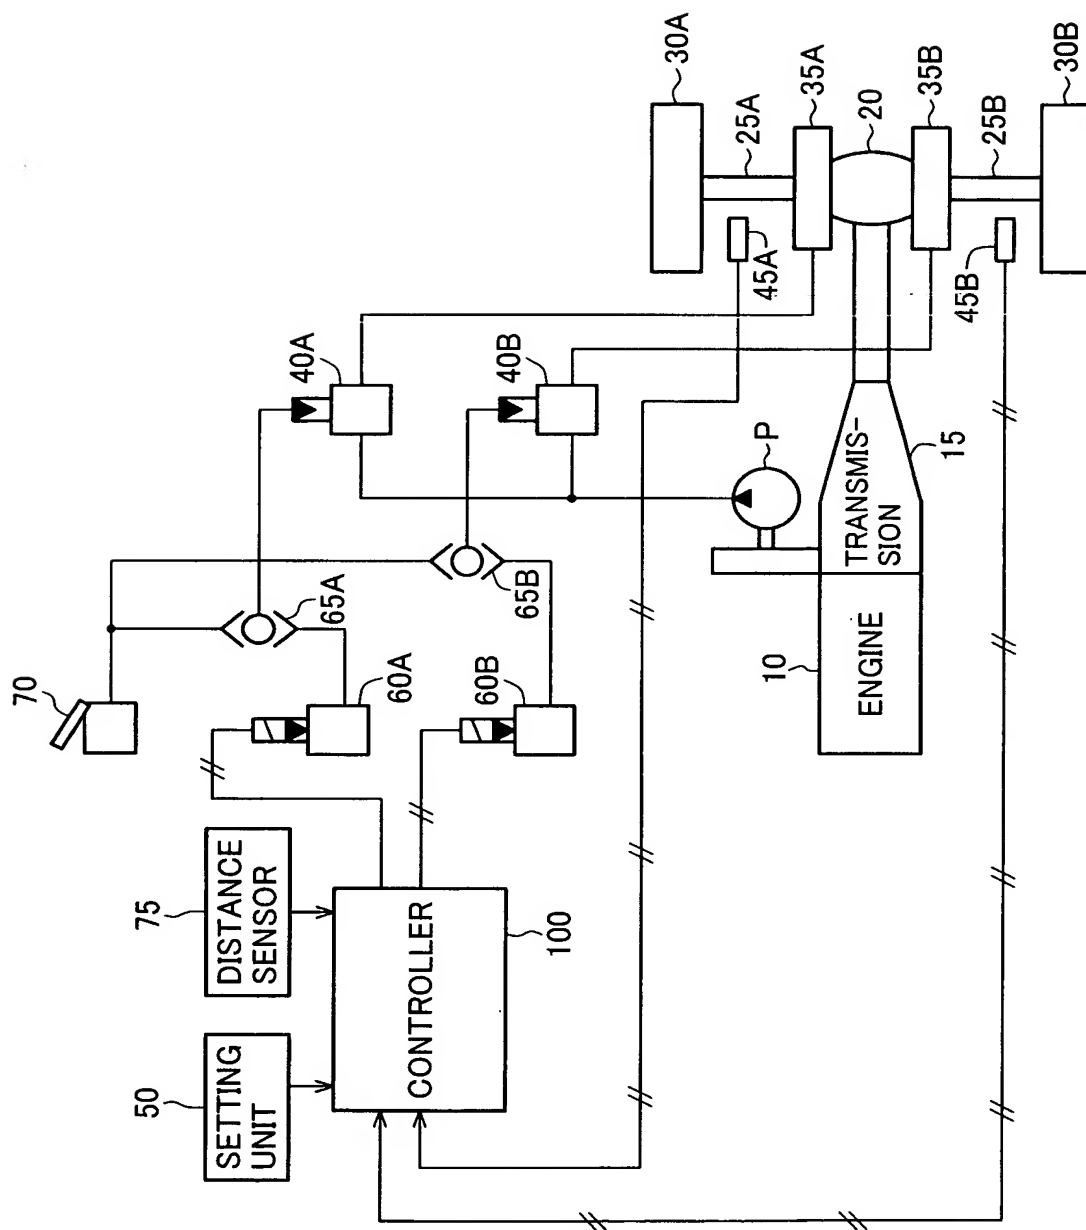 30A
25A
35A
20
35B
25B
30B
45A
45B
40A
40B
P
TRANSMIS-
SION
15
ENGINE
10
65A
65B
70
60A
60B
75
DISTANCE
SENSOR
50
SETTING
UNIT
CONTROLLER
100